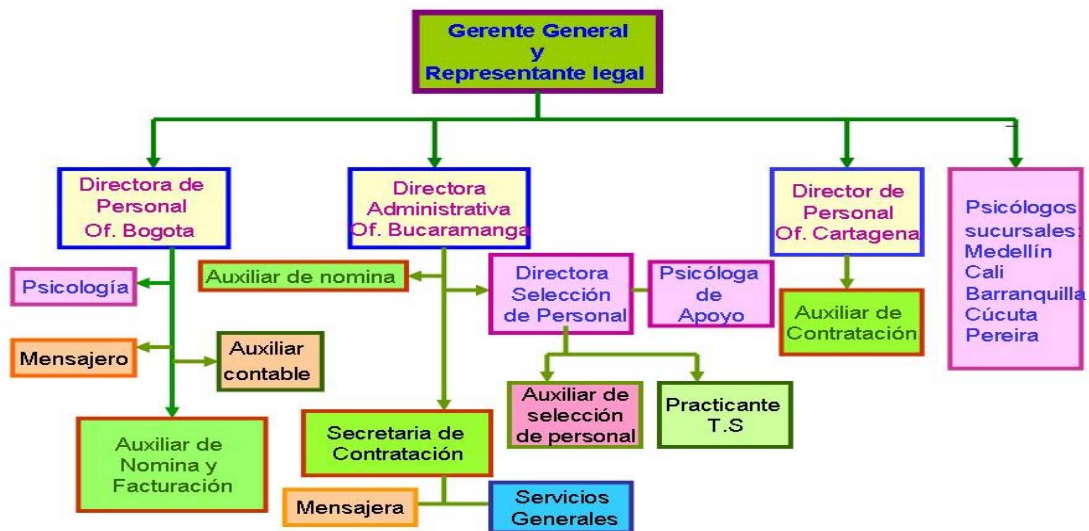 Gerente General
y
Representante legal
Directora de
Personal
Of. Bogota
Directora
Administrativa
Of. Bucaramanga
Director de
Personal
Of. Cartagena
Psicólogos
sucursales:
Medellín
Cali
Barranquilla
Cúcuta
Pereira
Psicología
Auxiliar de nomina
Directora
Selección
de Personal
Psicóloga
de
Apoyo
Auxiliar de
Contratación
Mensajero
Auxiliar
contable
Auxiliar de
selección
de personal
Practicante
T.S
Auxiliar de
Nomina y
Facturación
Secretaria de
Contratación
Mensajera
Servicios
Generales